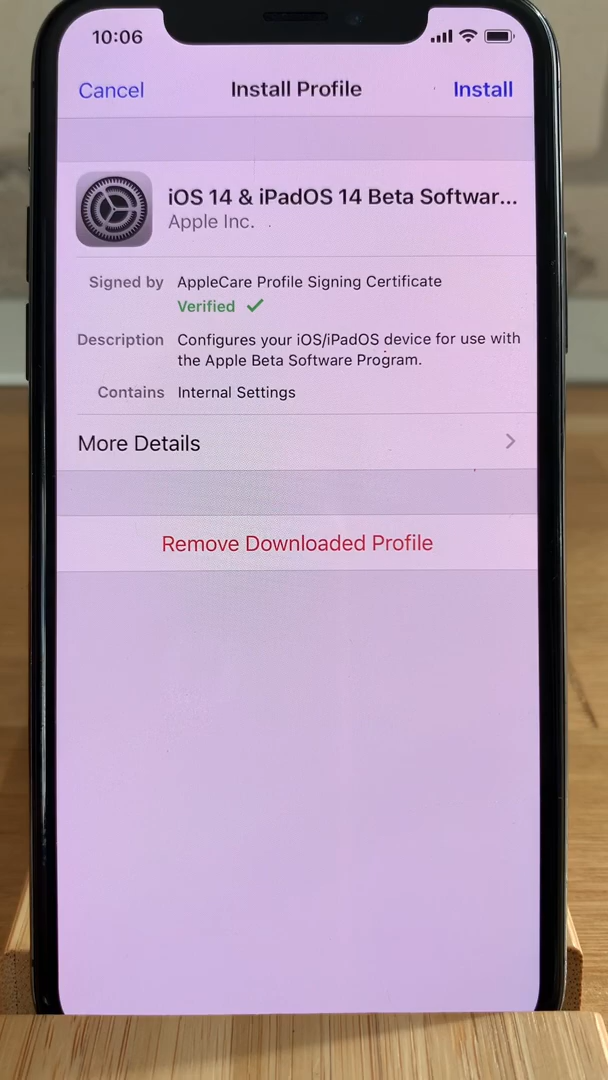 10:06
Cancel Install Profile Install
iOS 14 & iPadOS 14 Beta Softwar...
Apple Inc.
Signed by AppleCare Profile Signing Certificate
Verified ✓
Description Configures your iOS/iPadOS device for use with
the Apple Beta Software Program.
Contains Internal Settings
More Details
Remove Downloaded Profile